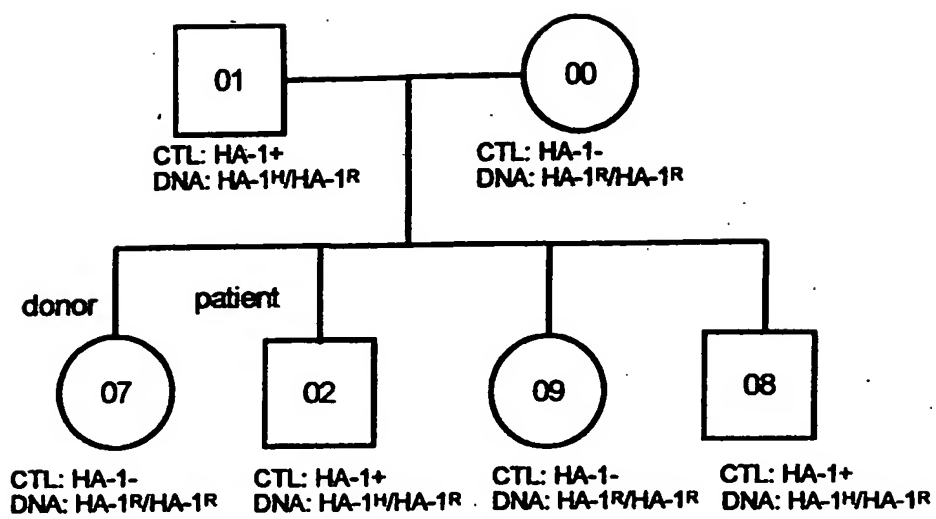 01
00
CTL: HA-1+
DNA: HA-1ᴴ/HA-1ᴿ
CTL: HA-1-
DNA: HA-1ᴿ/HA-1ᴿ
donor
patient
07
02
09
08
CTL: HA-1-
DNA: HA-1ᴿ/HA-1ᴿ
CTL: HA-1+
DNA: HA-1ᴴ/HA-1ᴿ
CTL: HA-1-
DNA: HA-1ᴿ/HA-1ᴿ
CTL: HA-1+
DNA: HA-1ᴴ/HA-1ᴿ